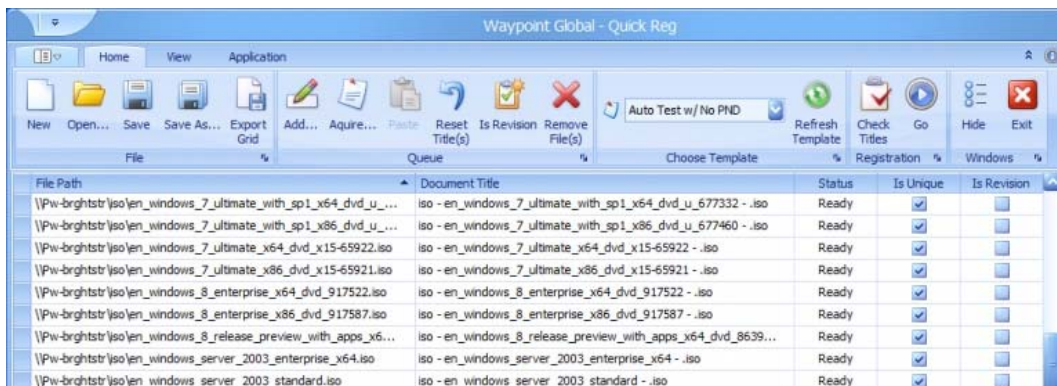 Waypoint Global - Quick Reg
Home View Application
New Open... Save Save As... Export Grid Add... Aquire... Paste Reset Title(s) Is Revision Remove File(s) Auto Test w/ No PND Refresh Template Check Titles Go Hide Exit
File Queue Choose Template Registration Windows
File Path Document Title Status Is Unique Is Revision
\\Pw-brghtstr\iso\en_windows_7_ultimate_with_sp1_x64_dvd_u_... iso - en_windows_7_ultimate_with_sp1_x64_dvd_u_677332 - .iso Ready
\\Pw-brghtstr\iso\en_windows_7_ultimate_with_sp1_x86_dvd_u_... iso - en_windows_7_ultimate_with_sp1_x86_dvd_u_677460 - .iso Ready
\\Pw-brghtstr\iso\en_windows_7_ultimate_x64_dvd_x15-65922.iso iso - en_windows_7_ultimate_x64_dvd_x15-65922 - .iso Ready
\\Pw-brghtstr\iso\en_windows_7_ultimate_x86_dvd_x15-65921.iso iso - en_windows_7_ultimate_x86_dvd_x15-65921 - .iso Ready
\\Pw-brghtstr\iso\en_windows_8_enterprise_x64_dvd_917522.iso iso - en_windows_8_enterprise_x64_dvd_917522 - .iso Ready
\\Pw-brghtstr\iso\en_windows_8_enterprise_x86_dvd_917587.iso iso - en_windows_8_enterprise_x86_dvd_917587 - .iso Ready
\\Pw-brghtstr\iso\en_windows_8_release_preview_with_apps_x6... iso - en_windows_8_release_preview_with_apps_x64_dvd_8639... Ready
\\Pw-brghtstr\iso\en_windows_server_2003_enterprise_x64.iso iso - en_windows_server_2003_enterprise_x64 - .iso Ready
\\Pw-brghtstr\iso\en_windows_server_2003_standard.iso iso - en_windows_server_2003_standard - .iso Ready